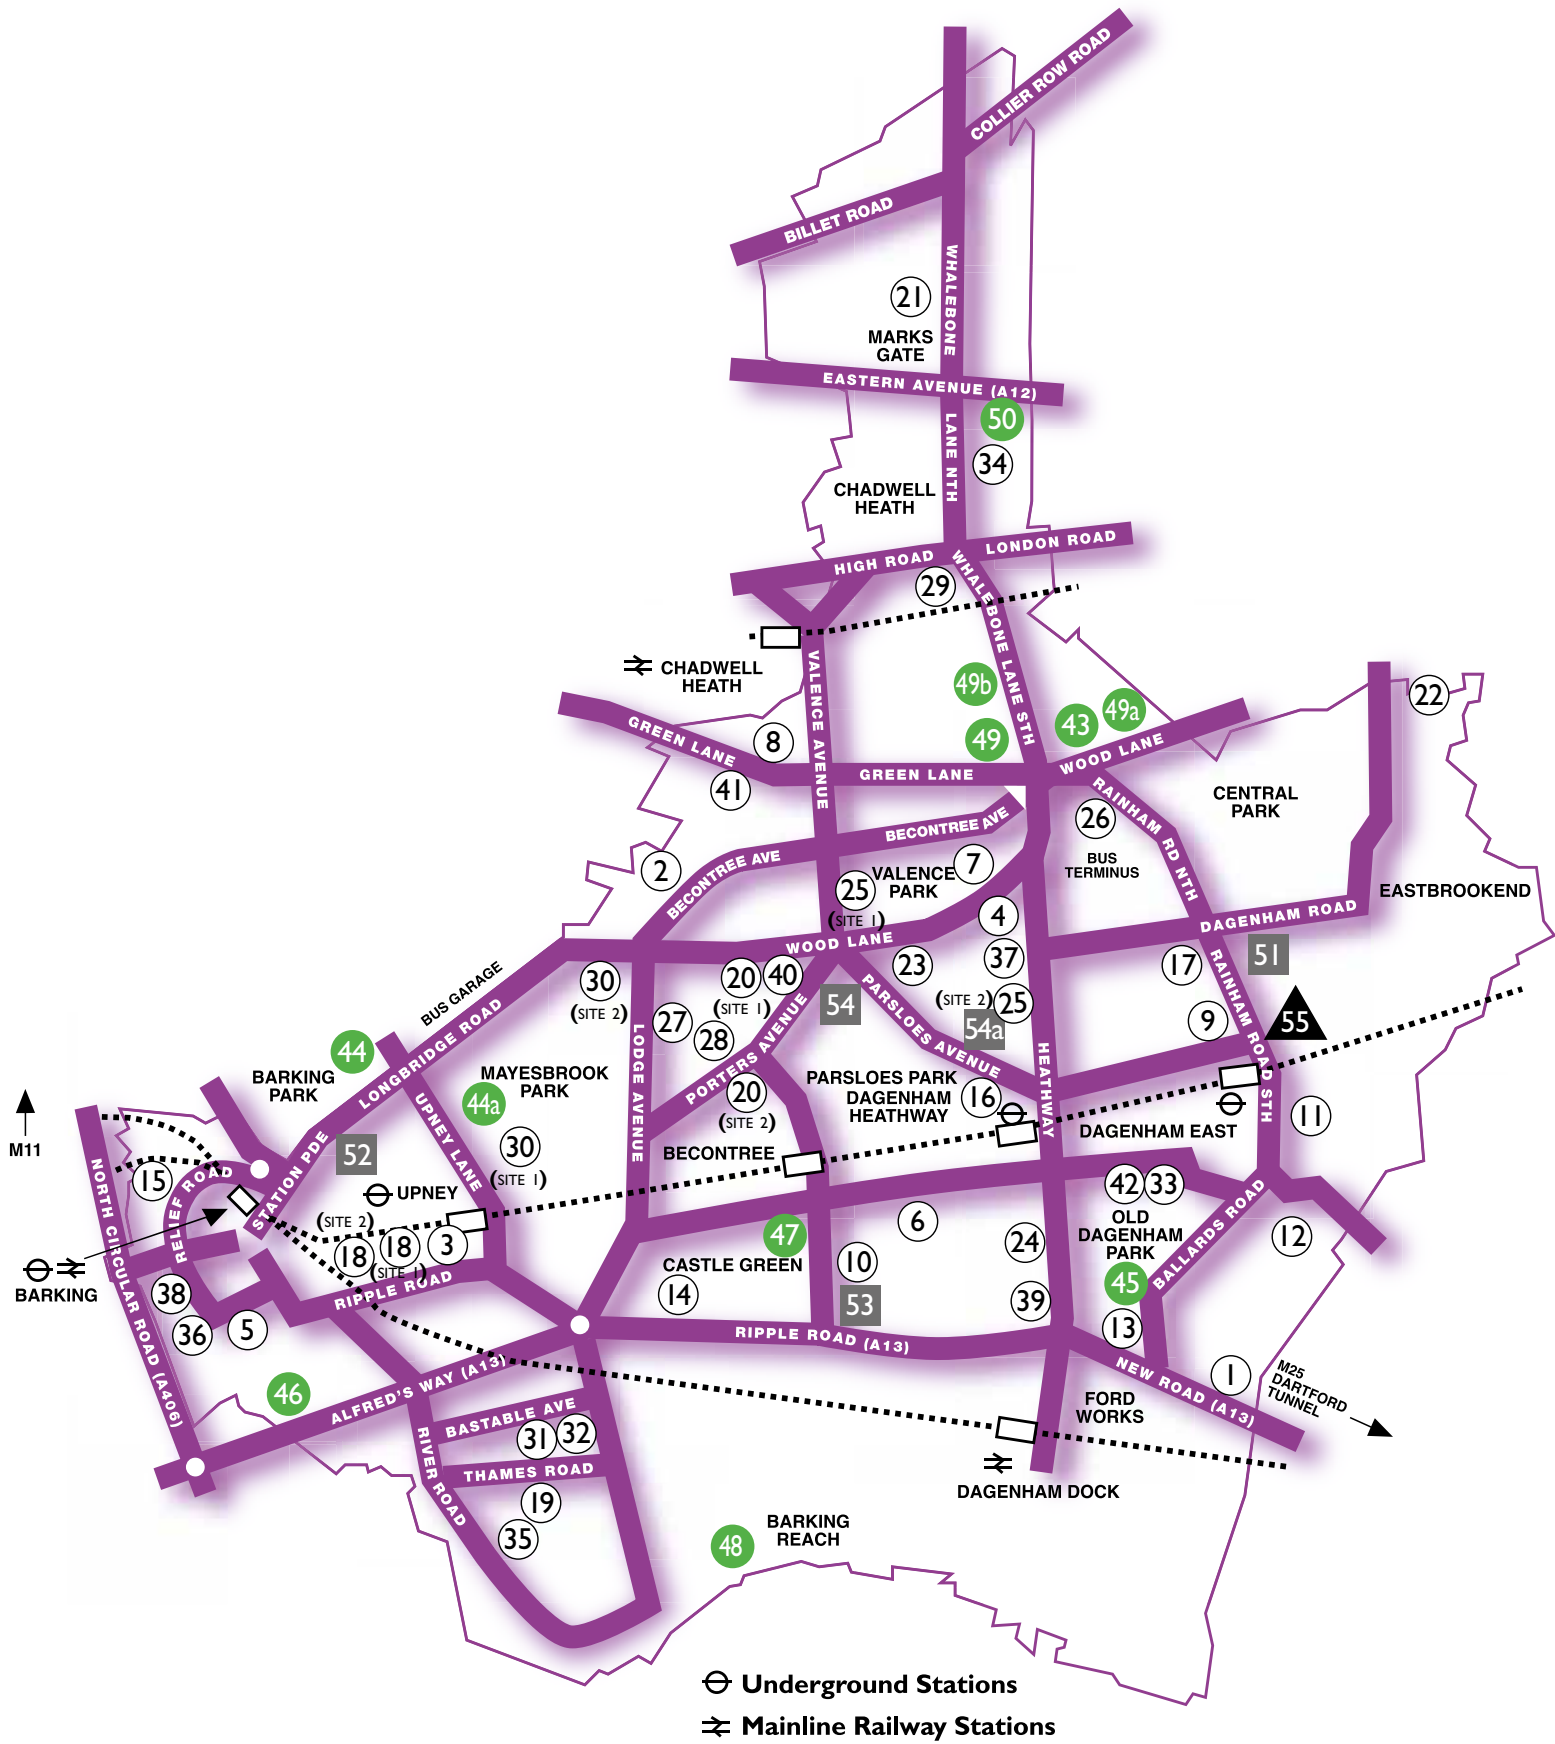 COLLIER ROW ROAD
BILLET ROAD
WHALEBONE
21
MARKS
GATE
EASTERN AVENUE (A12)
50
LANE NTH
34
CHADWELL
HEATH
HIGH ROAD
LONDON ROAD
29
WHALEBONE LANE STH
CHADWELL
HEATH
VALENCE AVENUE
49b
49
43
49a
22
GREEN LANE
8
41
GREEN LANE
WOOD LANE
CENTRAL
PARK
RAINHAM RD NTH
26
BUS
TERMINUS
BECONTREE AVE
BECONTREE AVE
2
7
VALENCE
PARK
25
(SITE 1)
4
EASTBROOKEND
DAGENHAM ROAD
WOOD LANE
51
17
37
23
30
(SITE 2)
20
(SITE 1)
40
54
(SITE 2)
25
54a
BUS GARAGE
LONGBRIDGE ROAD
27
28
PORTERS AVENUE
PARSLOES AVENUE
9
55
RAINHAM ROAD STH
LODGE AVENUE
HEATHWAY
44
BARKING
PARK
MAYESBROOK
PARK
44a
UPNEY LANE
20
(SITE 2)
PARSLOES PARK
DAGENHAM
HEATHWAY
16
M11
11
DAGENHAM EAST
STATION PDE
52
30
(SITE 1)
BECONTREE
NORTH CIRCULAR ROAD (A406)
15
RELIEF ROAD
UPNEY
(SITE 2)
18
18
(SITE 1)
3
42
33
OLD
DAGENHAM
PARK
BALLARDS ROAD
12
6
47
CASTLE GREEN
10
24
45
BARKING
38
36
5
RIPPLE ROAD
14
53
39
13
RIPPLE ROAD (A13)
NEW ROAD (A13)
1
M25
DARTFORD
TUNNEL
46
ALFRED'S WAY (A13)
FORD
WORKS
BASTABLE AVE
31
32
RIVER ROAD
THAMES ROAD
19
35
DAGENHAM DOCK
BARKING
REACH
48
Underground Stations
Mainline Railway Stations